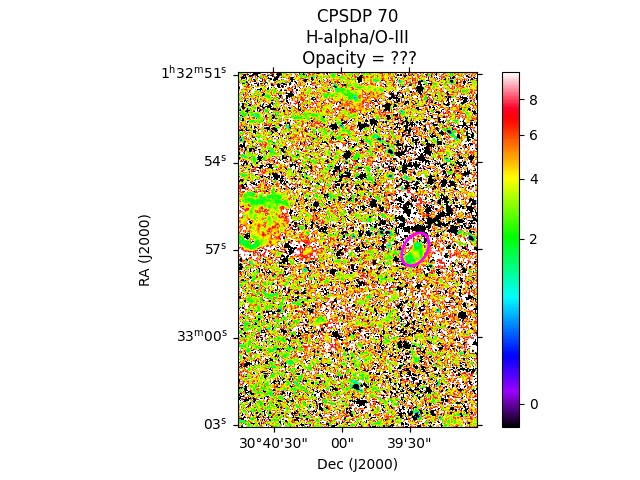 CPSDP 70
H-alpha/O-III
Opacity = ???
1ʰ32ᵐ51ˢ
54ˢ
57ˢ
33ᵐ00ˢ
03ˢ
RA (J2000)
30°40'30"
00"
39'30"
Dec (J2000)
8
6
4
2
0